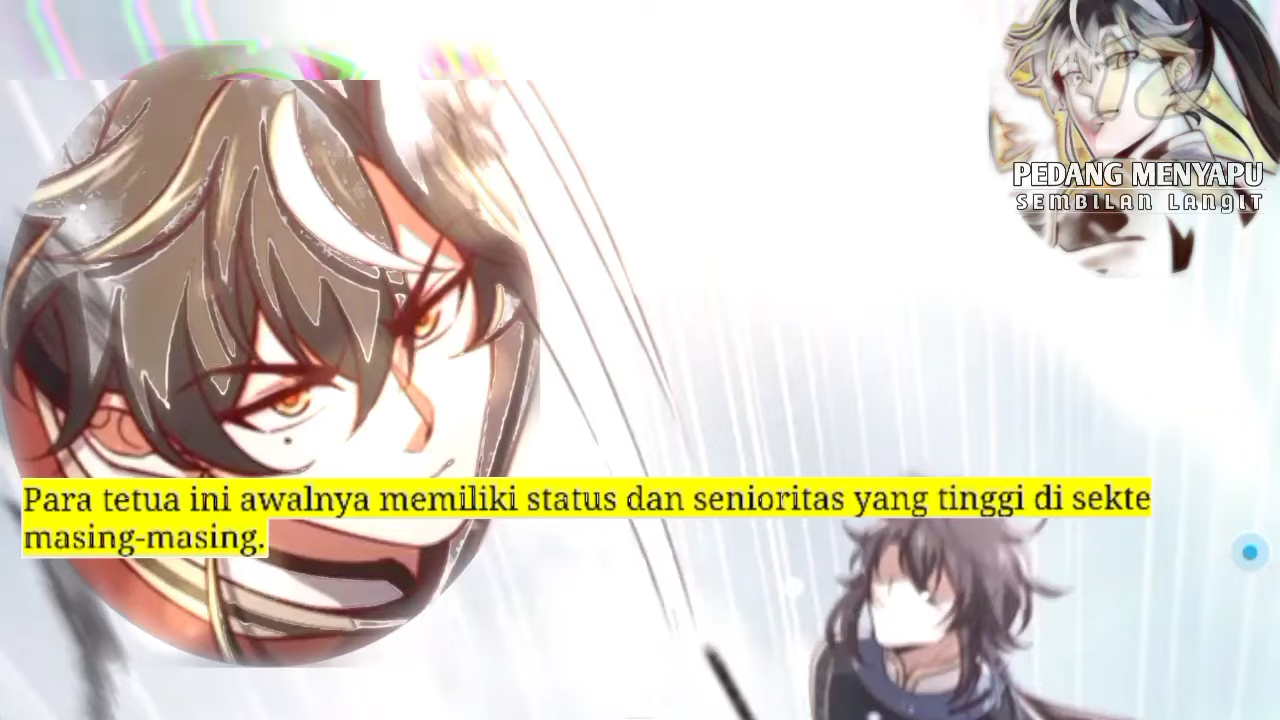 PEDANG MENYAPU
SEMBILAN LANGIT
Para tetua ini awalnya memiliki status dan senioritas yang tinggi di sekte
masing-masing.